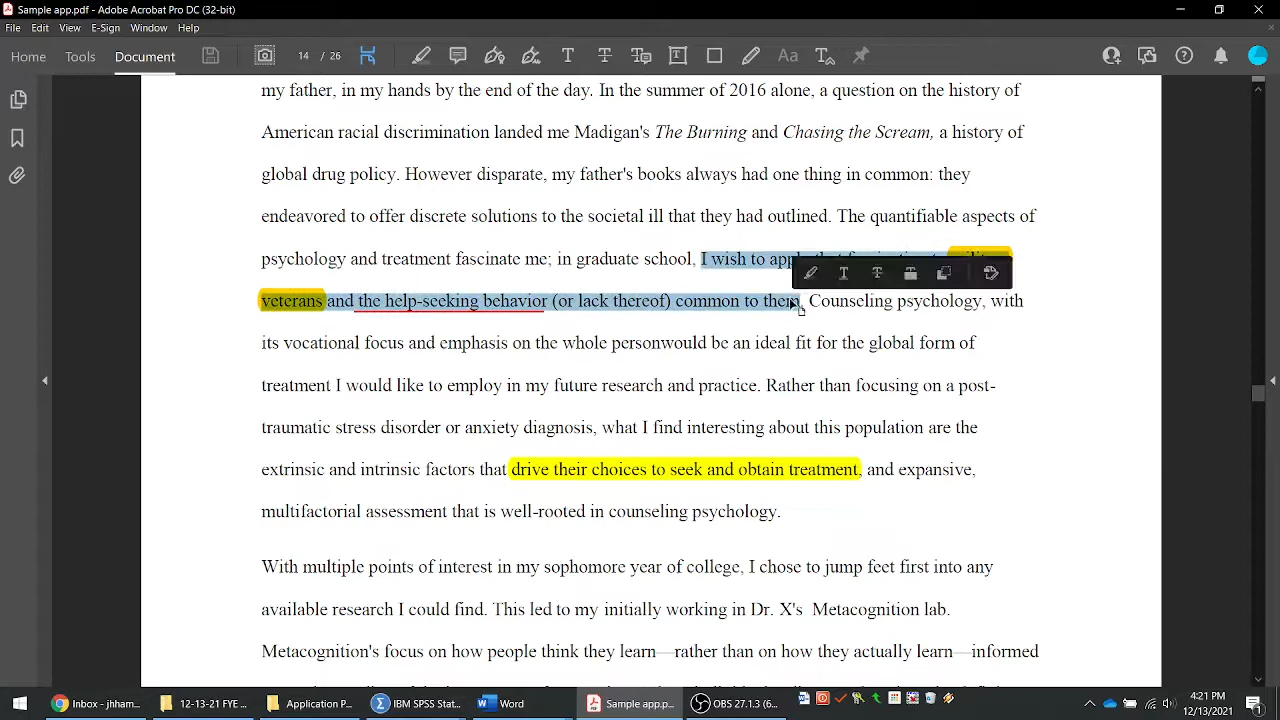 Sample app.pdf - Adobe Acrobat Pro DC (32-bit)
File Edit View E-Sign Window Help
Home Tools Document 14 / 26
my father, in my hands by the end of the day. In the summer of 2016 alone, a question on the history of
American racial discrimination landed me Madigan's The Burning and Chasing the Scream, a history of
global drug policy. However disparate, my father's books always had one thing in common: they
endeavored to offer discrete solutions to the societal ill that they had outlined. The quantifiable aspects of
psychology and treatment fascinate me; in graduate school, I wish to apply
veterans and the help-seeking behavior (or lack thereof) common to them. Counseling psychology, with
its vocational focus and emphasis on the whole personwould be an ideal fit for the global form of
treatment I would like to employ in my future research and practice. Rather than focusing on a post-
traumatic stress disorder or anxiety diagnosis, what I find interesting about this population are the
extrinsic and intrinsic factors that drive their choices to seek and obtain treatment, and expansive,
multifactorial assessment that is well-rooted in counseling psychology.
With multiple points of interest in my sophomore year of college, I chose to jump feet first into any
available research I could find. This led to my initially working in Dr. X's Metacognition lab.
Metacognition's focus on how people think they learn—rather than on how they actually learn—informed
Inbox - jhham... 12-13-21 FYE ... Application P... IBM SPSS Stat... Word Sample app.pd... OBS 27.1.3 (6... 4:21 PM
12/13/2021